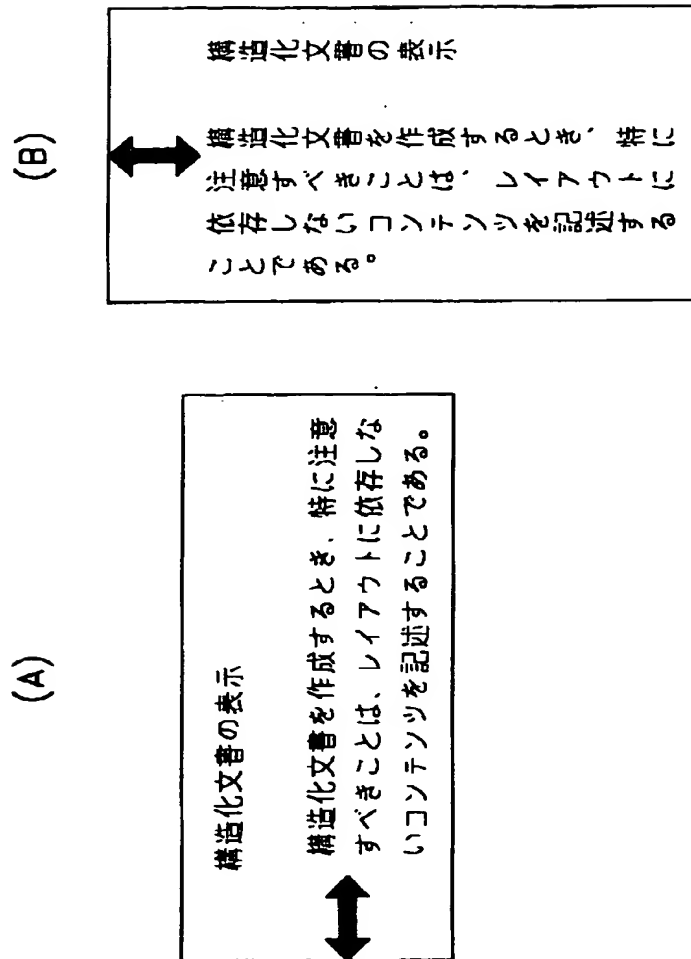 (A)
構造化文書の表示
構造化文書を作成するとき、特に注意
すべきことは、レイアウトに依存しな
いコンテンツを記述することである。
(B)
構造化文書の表示
構造化文書を作成するとき、特に
注意すべきことは、レイアウトに
依存しないコンテンツを記述する
ことである。